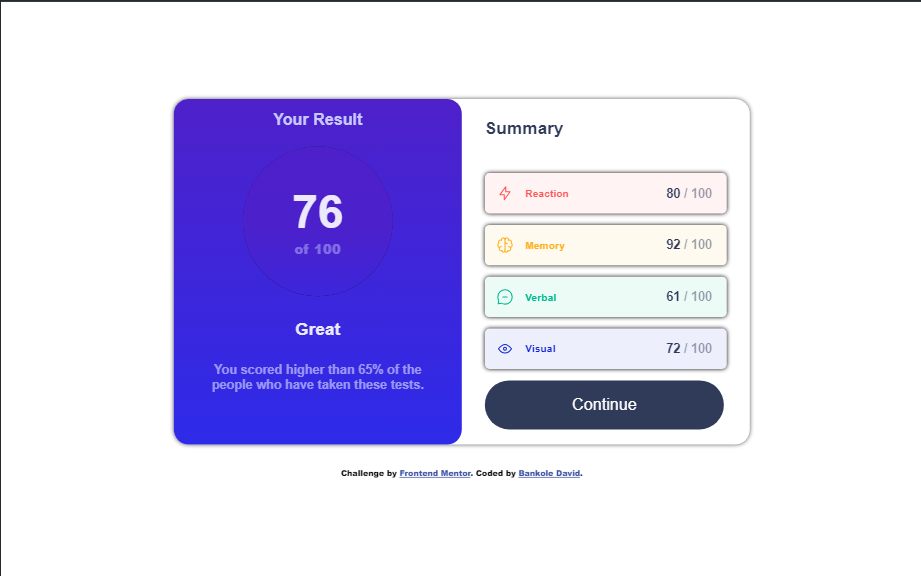 Your Result
76
of 100
Great
You scored higher than 65% of the
people who have taken these tests.
Summary
Reaction 80 / 100
Memory 92 / 100
Verbal 61 / 100
Visual 72 / 100
Continue
Challenge by Frontend Mentor. Coded by Bankole David.